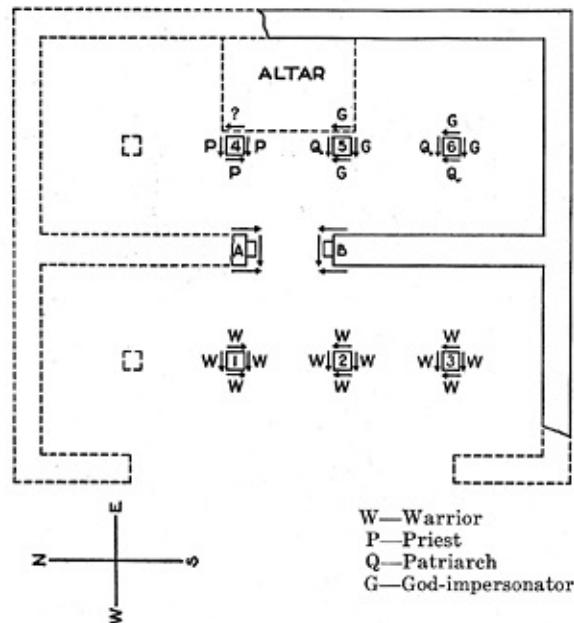 ALTAR
? G G
P 4 P Q 5 G Q 6 G
P G Q
A B
W W W
W 1 W W 2 W W 3 W
W W W
E
N S
W
W—Warrior
P—Priest
Q—Patriarch
G—God-impersonator